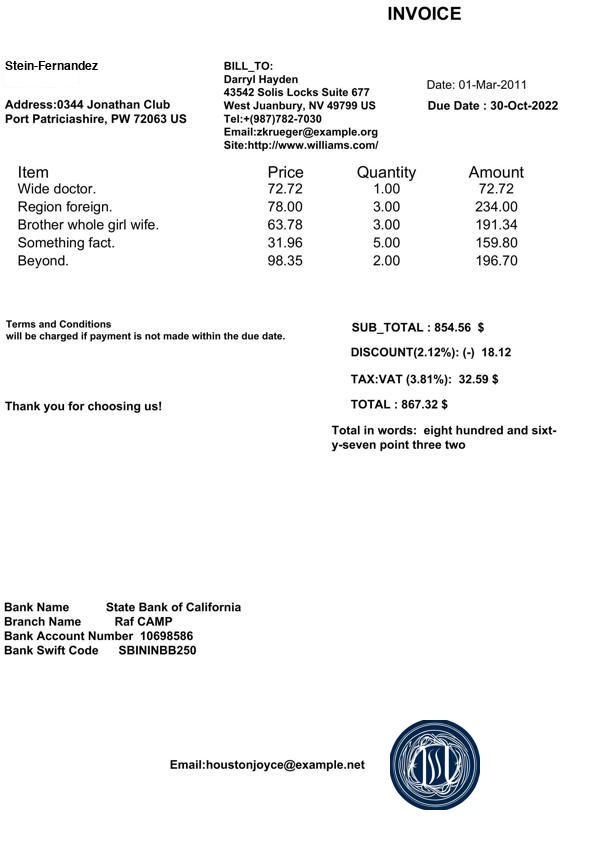 INVOICE
Stein-Fernandez
Address:0344 Jonathan Club
Port Patriciashire, PW 72063 US
BILL_TO:
Darryl Hayden
43542 Solis Locks Suite 677
West Juanbury, NV 49799 US
Tel:+(987)782-7030
Email:zkrueger@example.org
Site:http://www.williams.com/
Date: 01-Mar-2011
Due Date : 30-Oct-2022
Item Price Quantity Amount
Wide doctor. 72.72 1.00 72.72
Region foreign. 78.00 3.00 234.00
Brother whole girl wife. 63.78 3.00 191.34
Something fact. 31.96 5.00 159.80
Beyond. 98.35 2.00 196.70
Terms and Conditions
will be charged if payment is not made within the due date.
SUB_TOTAL : 854.56 $
DISCOUNT(2.12%): (-) 18.12
TAX:VAT (3.81%): 32.59 $
TOTAL : 867.32 $
Thank you for choosing us!
Total in words: eight hundred and sixt-
y-seven point three two
Bank Name State Bank of California
Branch Name Raf CAMP
Bank Account Number 10698586
Bank Swift Code SBININBB250
Email:houstonjoyce@example.net